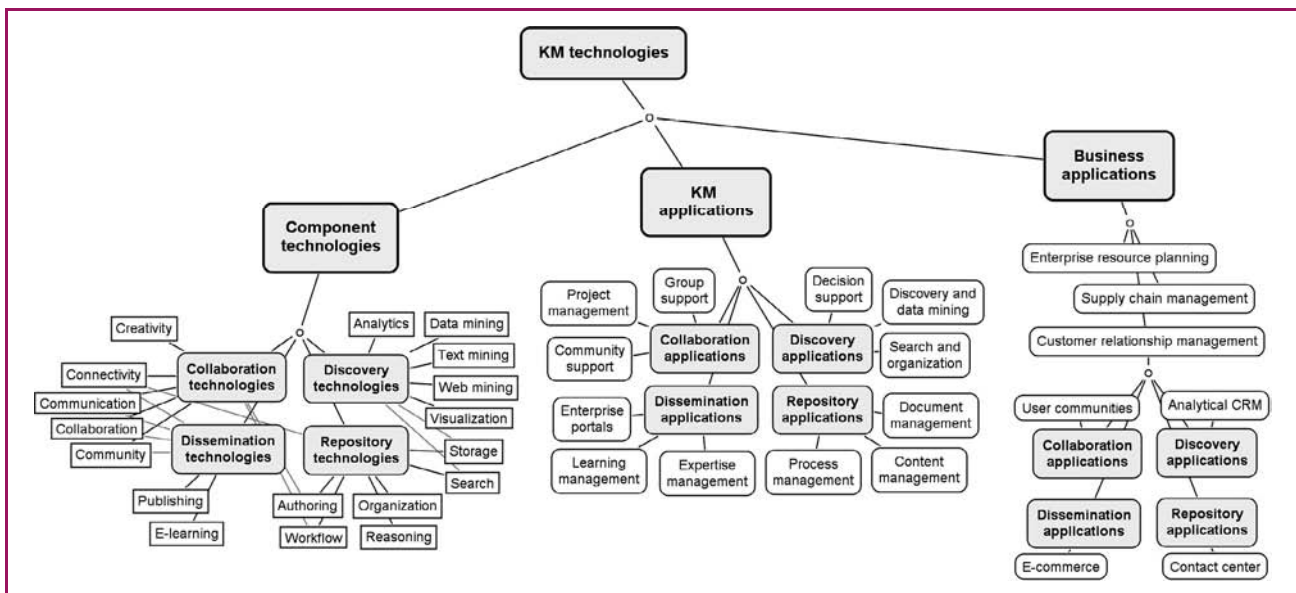 KM technologies
Component
technologies
KM
applications
Business
applications
Creativity
Connectivity
Communication
Collaboration
Community
Collaboration
technologies
Dissemination
technologies
Publishing
E-learning
Analytics
Data mining
Text mining
Web mining
Visualization
Discovery
technologies
Repository
technologies
Storage
Search
Authoring
Organization
Workflow
Reasoning
Project
management
Group
support
Community
support
Collaboration
applications
Decision
support
Discovery and
data mining
Discovery
applications
Search and
organization
Enterprise
portals
Dissemination
applications
Learning
management
Expertise
management
Repository
applications
Document
management
Process
management
Content
management
Enterprise resource planning
Supply chain management
Customer relationship management
User communities
Analytical CRM
Collaboration
applications
Discovery
applications
Dissemination
applications
Repository
applications
E-commerce
Contact center